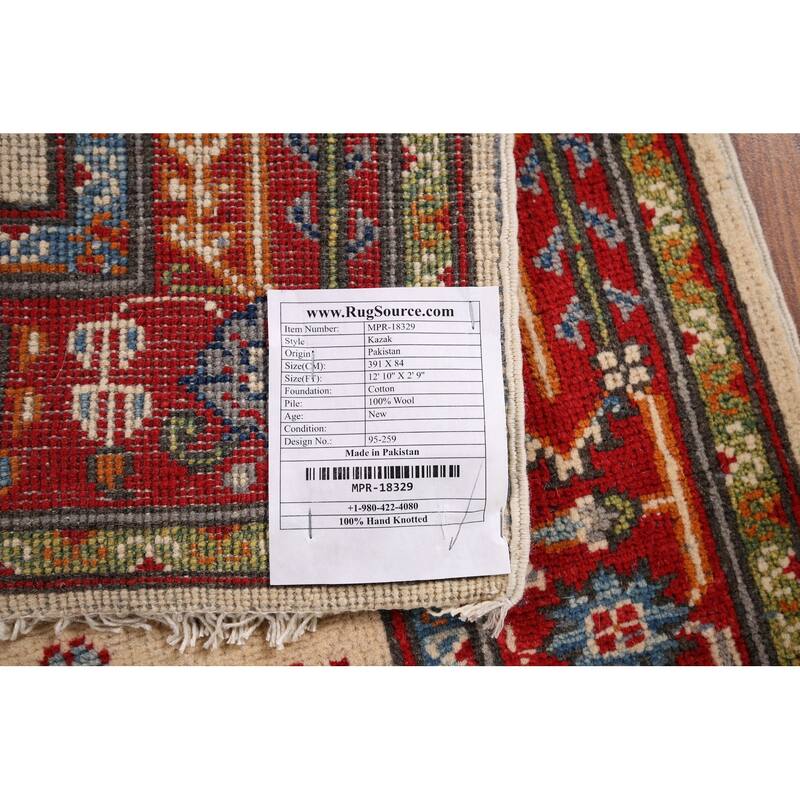 www.RugSource.com
Item Number: MPR-18329
Style Kazak
Origin: Pakistan
Size(CM): 391 X 84
Size(FT): 12' 10" X 2' 9"
Foundation: Cotton
Pile: 100% Wool
Age: New
Condition:
Design No.: 95-259
Made in Pakistan
MPR-18329
+1-980-422-4080
100% Hand Knotted